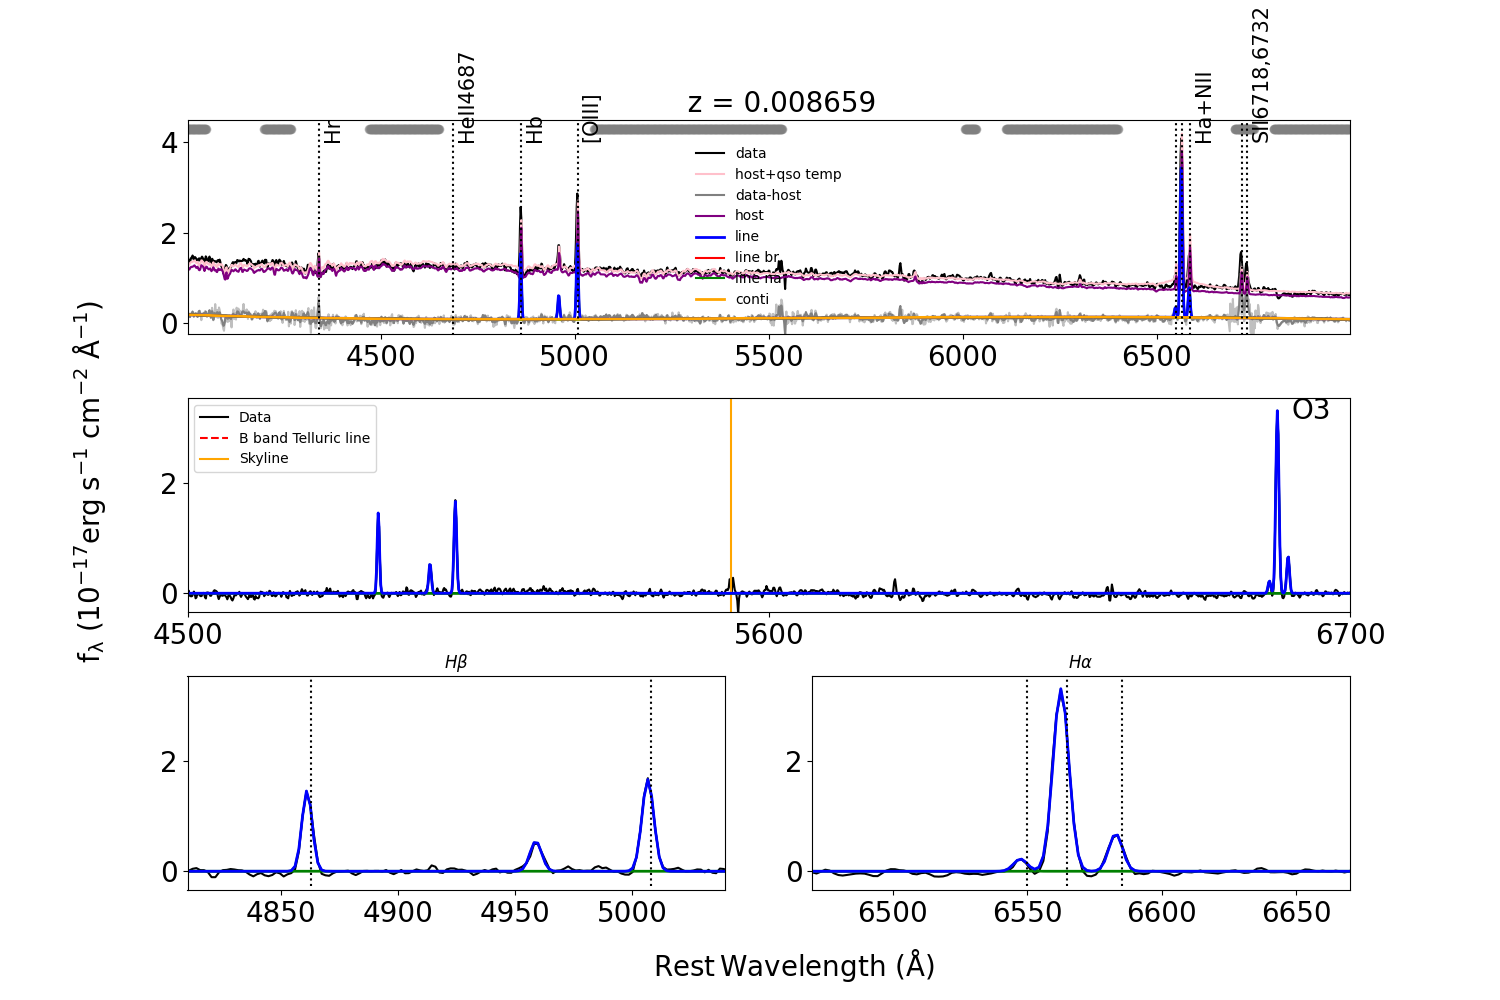 z = 0.008659
Hr
HeII4687
Hb
[OIII]
Ha+NII
SII6718,6732
4
2
0
data
host+qso temp
data-host
host
line
line br
line na
conti
4500 5000 5500 6000 6500
fλ (10−17erg s−1 cm−2 Å−1)
Data
B band Telluric line
Skyline
O3
2
0
4500 5600 6700
Hβ
2
0
4850 4900 4950 5000
Hα
2
0
6500 6550 6600 6650
Rest Wavelength (Å)